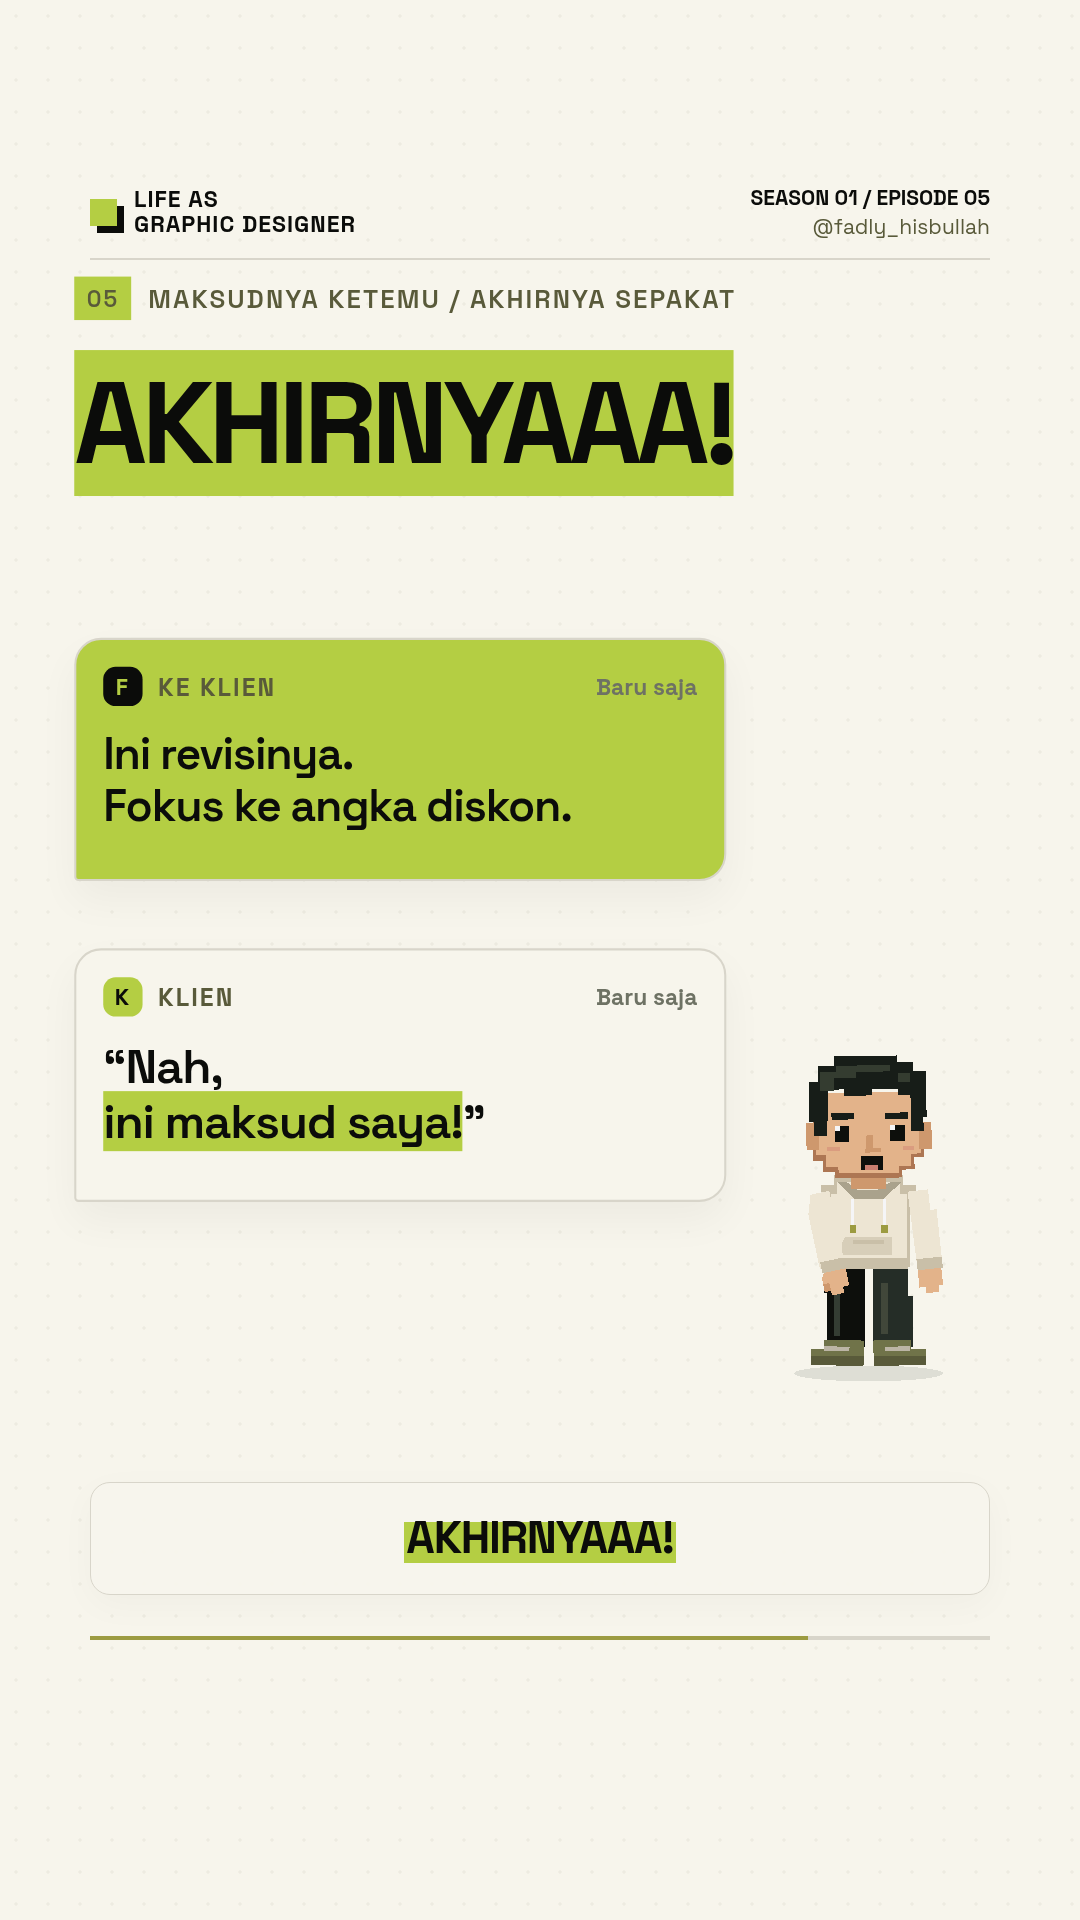 LIFE AS
GRAPHIC DESIGNER
SEASON 01 / EPISODE 05
@fadly_hisbullah
05 MAKSUDNYA KETEMU / AKHIRNYA SEPAKAT
AKHIRNYAAA!
F KE KLIEN Baru saja
Ini revisinya.
Fokus ke angka diskon.
K KLIEN Baru saja
“Nah,
ini maksud saya!”
AKHIRNYAAA!